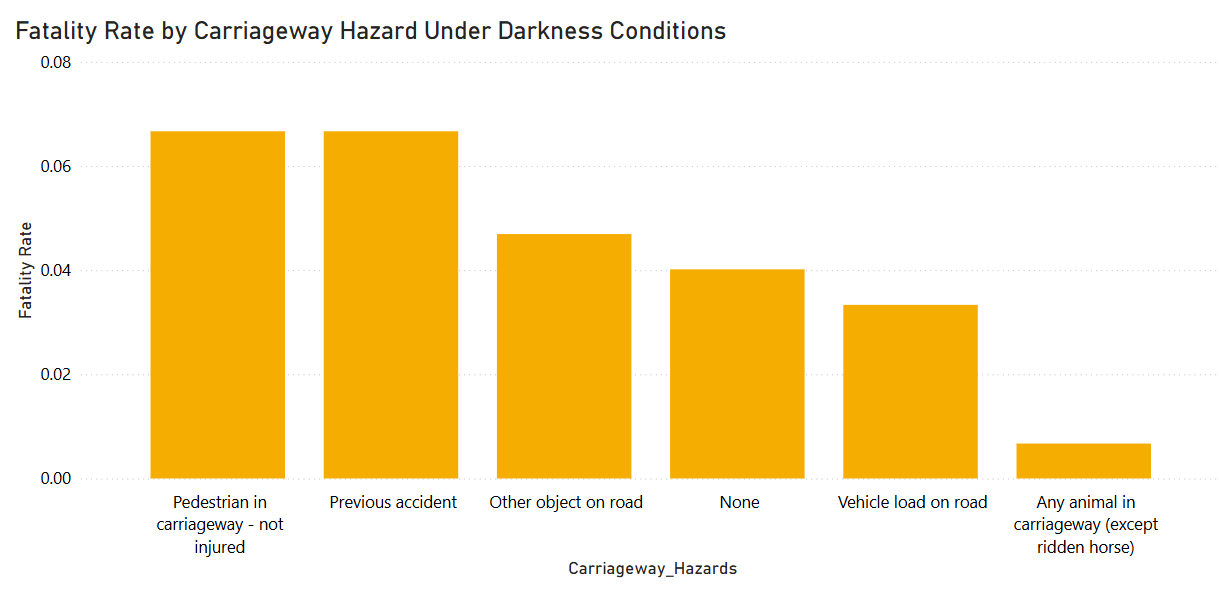 Fatality Rate by Carriageway Hazard Under Darkness Conditions
0.08
0.06
0.04
0.02
0.00
Fatality Rate
Pedestrian in
carriageway - not
injured
Previous accident
Other object on road
None
Vehicle load on road
Any animal in
carriageway (except
ridden horse)
Carriageway_Hazards